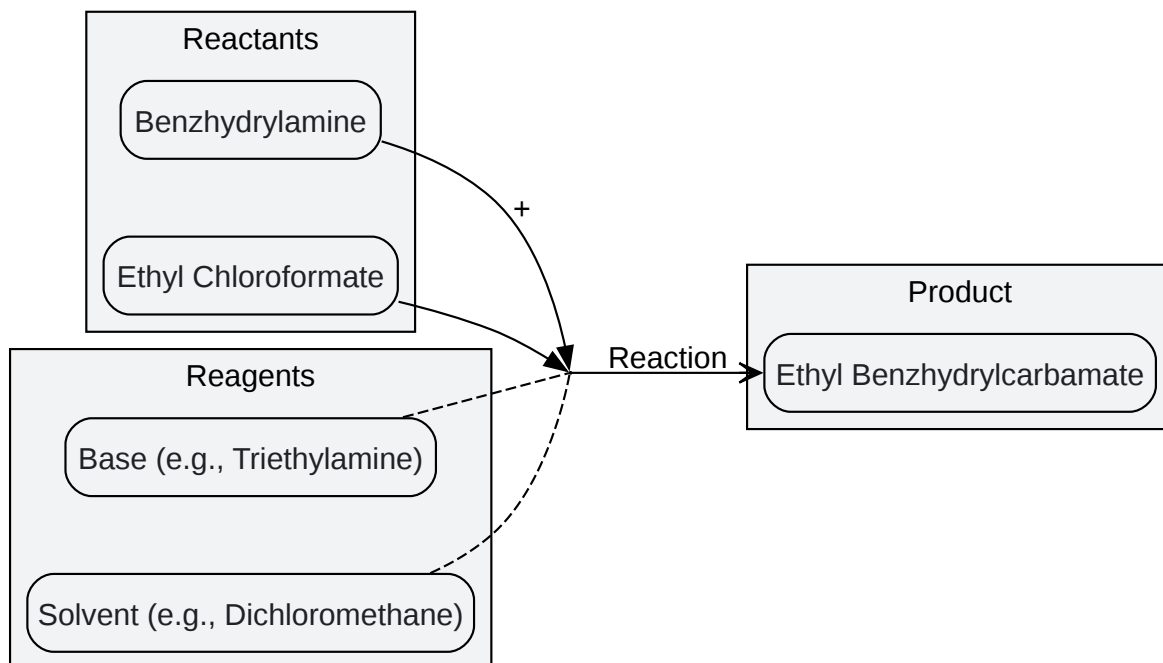 Reactants
Benzhydrylamine
+
Ethyl Chloroformate
Reagents
Base (e.g., Triethylamine)
Solvent (e.g., Dichloromethane)
Reaction
Product
Ethyl Benzhydrylcarbamate